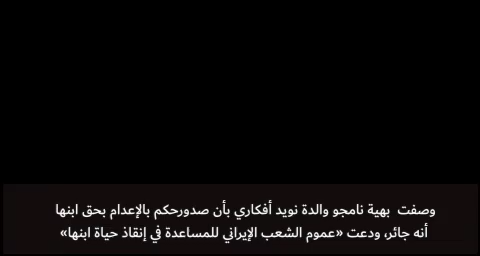 وصفت بهية نامجو والدة نويد أفكاري بأن صدورحكم بالإعدام بحق ابنها
أنه جائر، ودعت «عموم الشعب الإيراني للمساعدة في إنقاذ حياة ابنها»